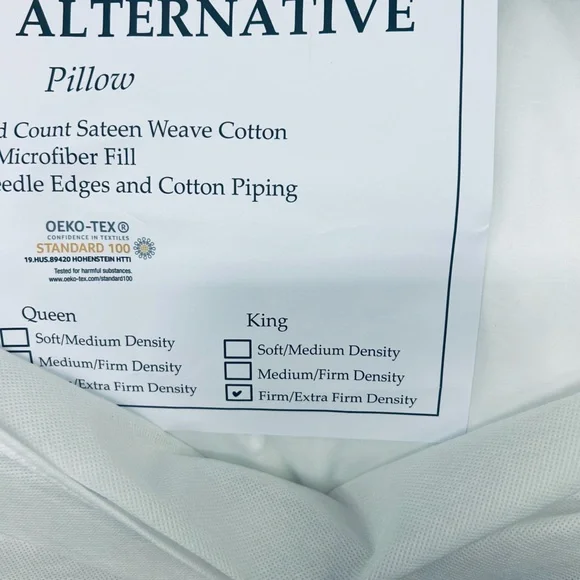 ALTERNATIVE
Pillow
Count Sateen Weave Cotton
Microfiber Fill
Edges and Cotton Piping
OEKO-TEX®
CONFIDENCE IN TEXTILES
STANDARD 100
19.HUS.89420 HOHENSTEIN HTTI
Tested for harmful substances.
www.oeko-tex.com/standard100
Queen
Soft/Medium Density
Medium/Firm Density
/Extra Firm Density
King
Soft/Medium Density
Medium/Firm Density
Firm/Extra Firm Density